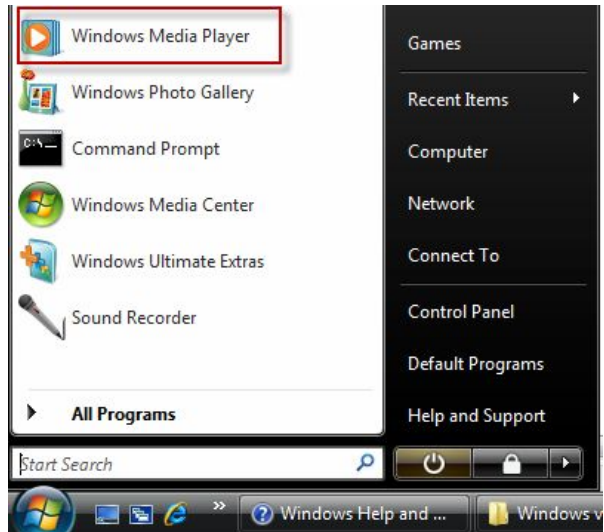 Windows Media Player
Windows Photo Gallery
Command Prompt
Windows Media Center
Windows Ultimate Extras
Sound Recorder
All Programs
Start Search
Games
Recent Items
Computer
Network
Connect To
Control Panel
Default Programs
Help and Support
»
Windows Help and ...
Windows v